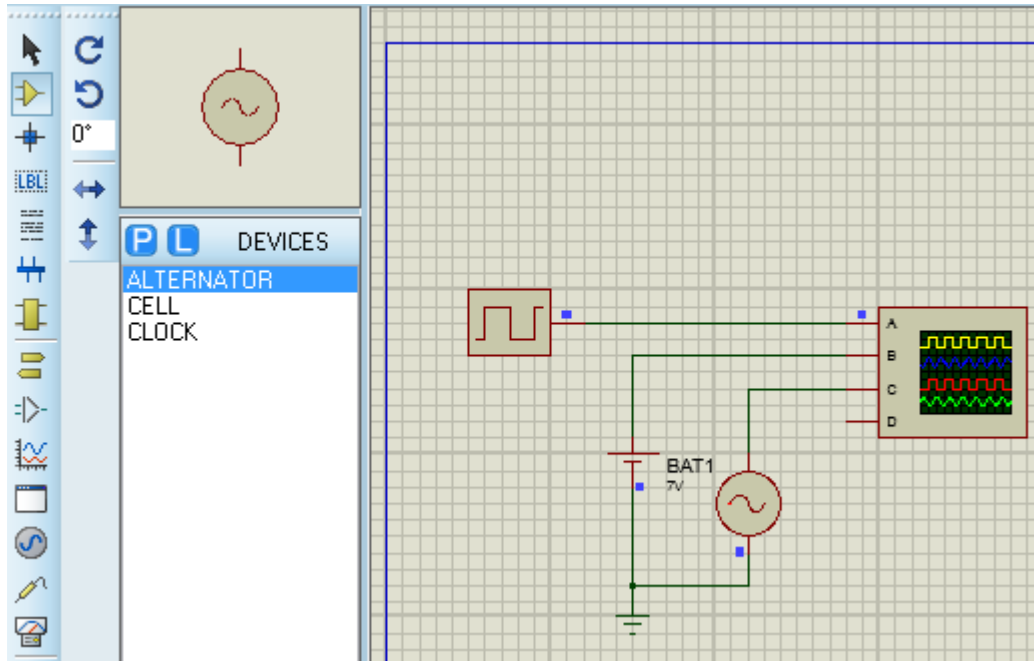 0°
LBL
P L DEVICES
ALTERNATOR
CELL
CLOCK
A
B
C
D
BAT1
7V